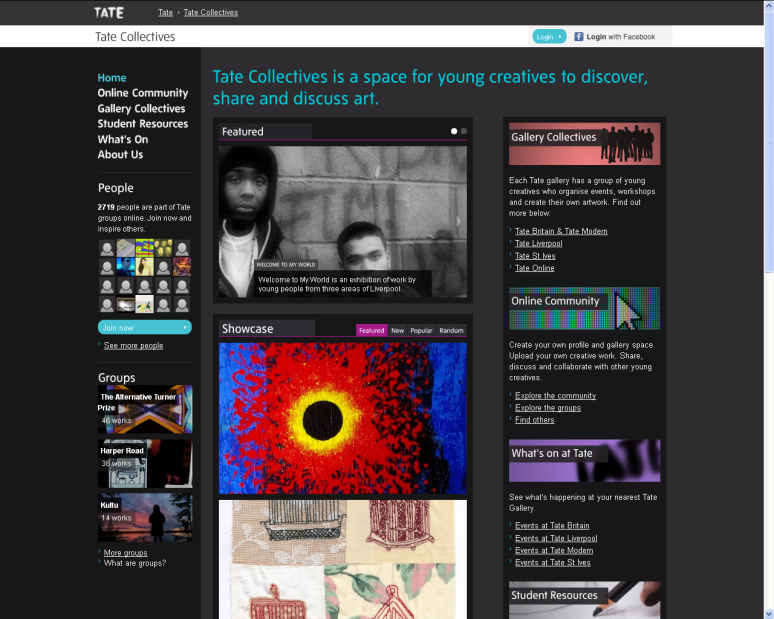 TATE
Tate › Tate Collectives
Tate Collectives
Login
Login with Facebook
Home
Online Community
Gallery Collectives
Student Resources
What's On
About Us
People
2719 people are part of Tate
groups online. Join now and
inspire others.
Join now
See more people
Groups
The Alternative Turner
Prize
46 works
Harper Road
36 works
Kultu
14 works
More groups
What are groups?
Tate Collectives is a space for young creatives to discover,
share and discuss art.
Featured
WELCOME TO MY WORLD
Welcome to My World is an exhibition of work by
young people from three areas of Liverpool
Showcase
Featured New Popular Random
Gallery Collectives
Each Tate gallery has a group of young
creatives who organise events, workshops
and create their own artwork. Find out
more below:
Tate Britain & Tate Modern
Tate Liverpool
Tate St Ives
Tate Online
Online Community
Create your own profile and gallery space.
Upload your own creative work. Share,
discuss and collaborate with other young
creatives.
Explore the community
Explore the groups
Find others
What's on at Tate
See what's happening at your nearest Tate
Gallery.
Events at Tate Britain
Events at Tate Liverpool
Events at Tate Modern
Events at Tate St Ives
Student Resources